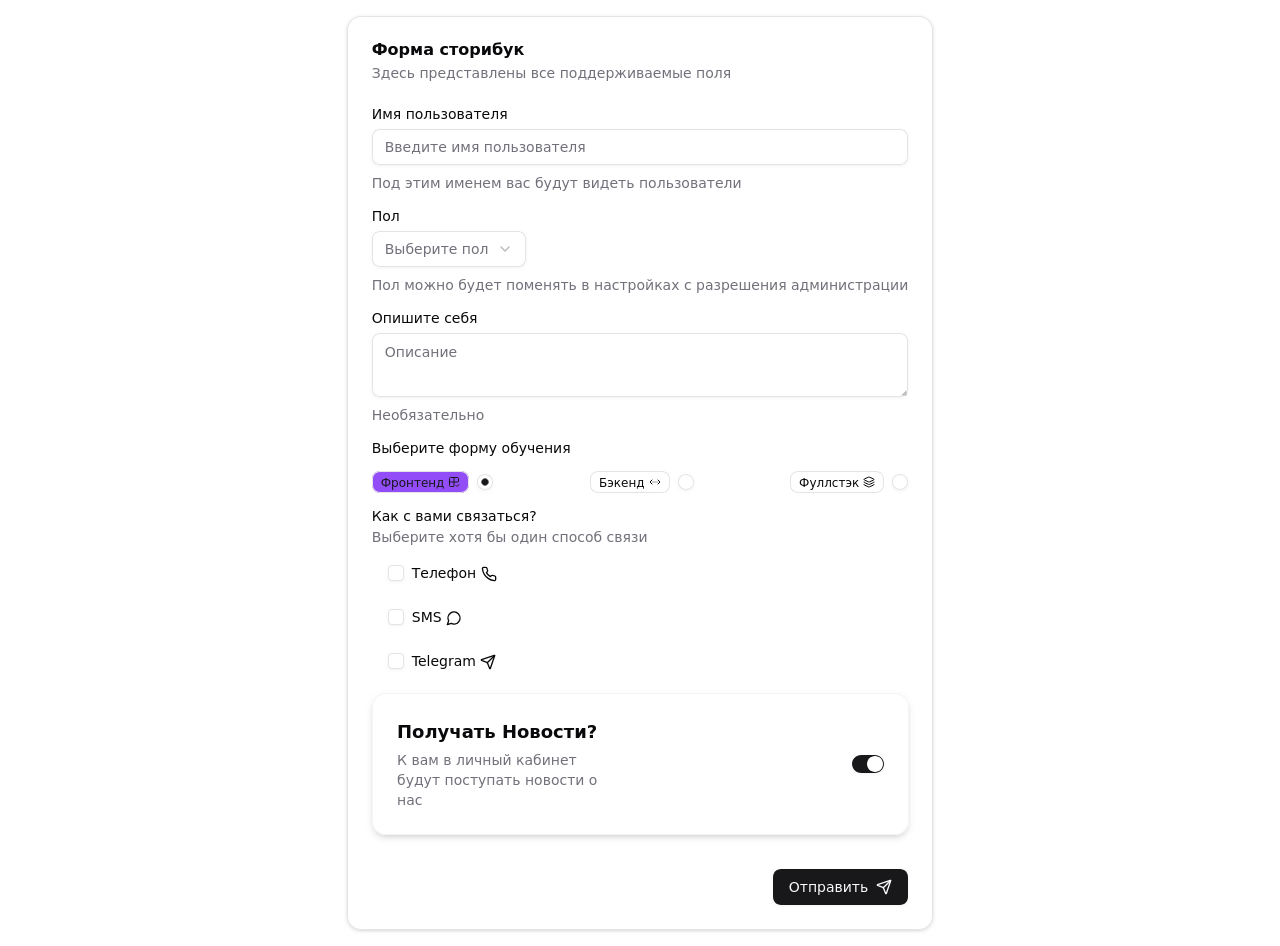 Форма сторибук
Здесь представлены все поддерживаемые поля
Имя пользователя
Введите имя пользователя
Под этим именем вас будут видеть пользователи
Пол
Выберите пол
Пол можно будет поменять в настройках с разрешения администрации
Опишите себя
Описание
Необязательно
Выберите форму обучения
Фронтенд Бэкенд Фуллстэк
Как с вами связаться?
Выберите хотя бы один способ связи
Телефон
SMS
Telegram
Получать Новости?
К вам в личный кабинет
будут поступать новости о
нас
Отправить